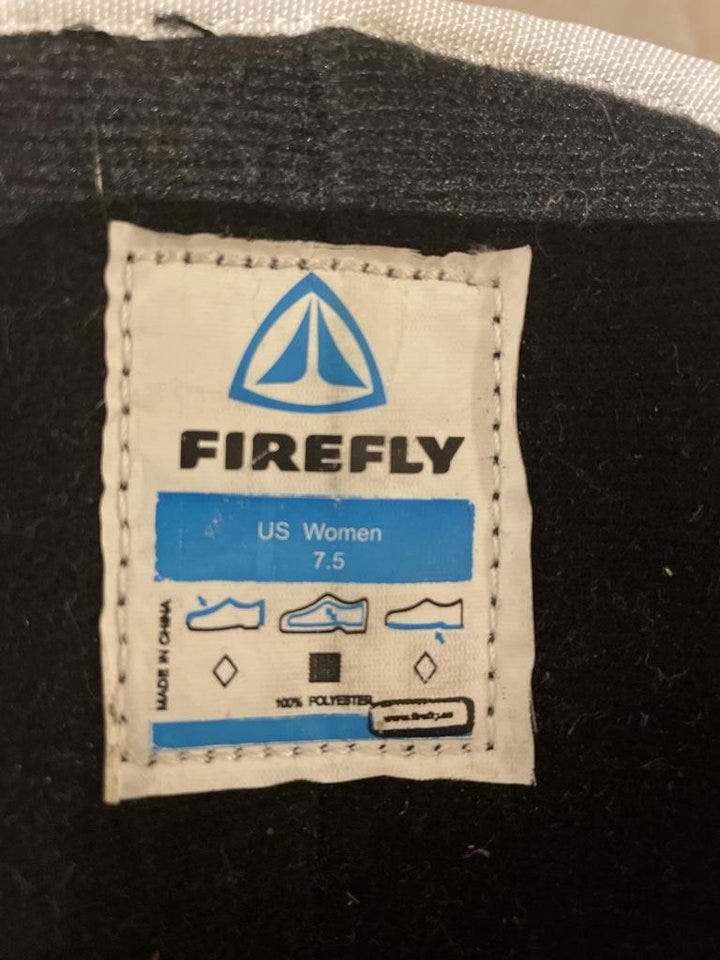 FIREFLY
US Women
7.5
MADE IN CHINA
100% POLYESTER